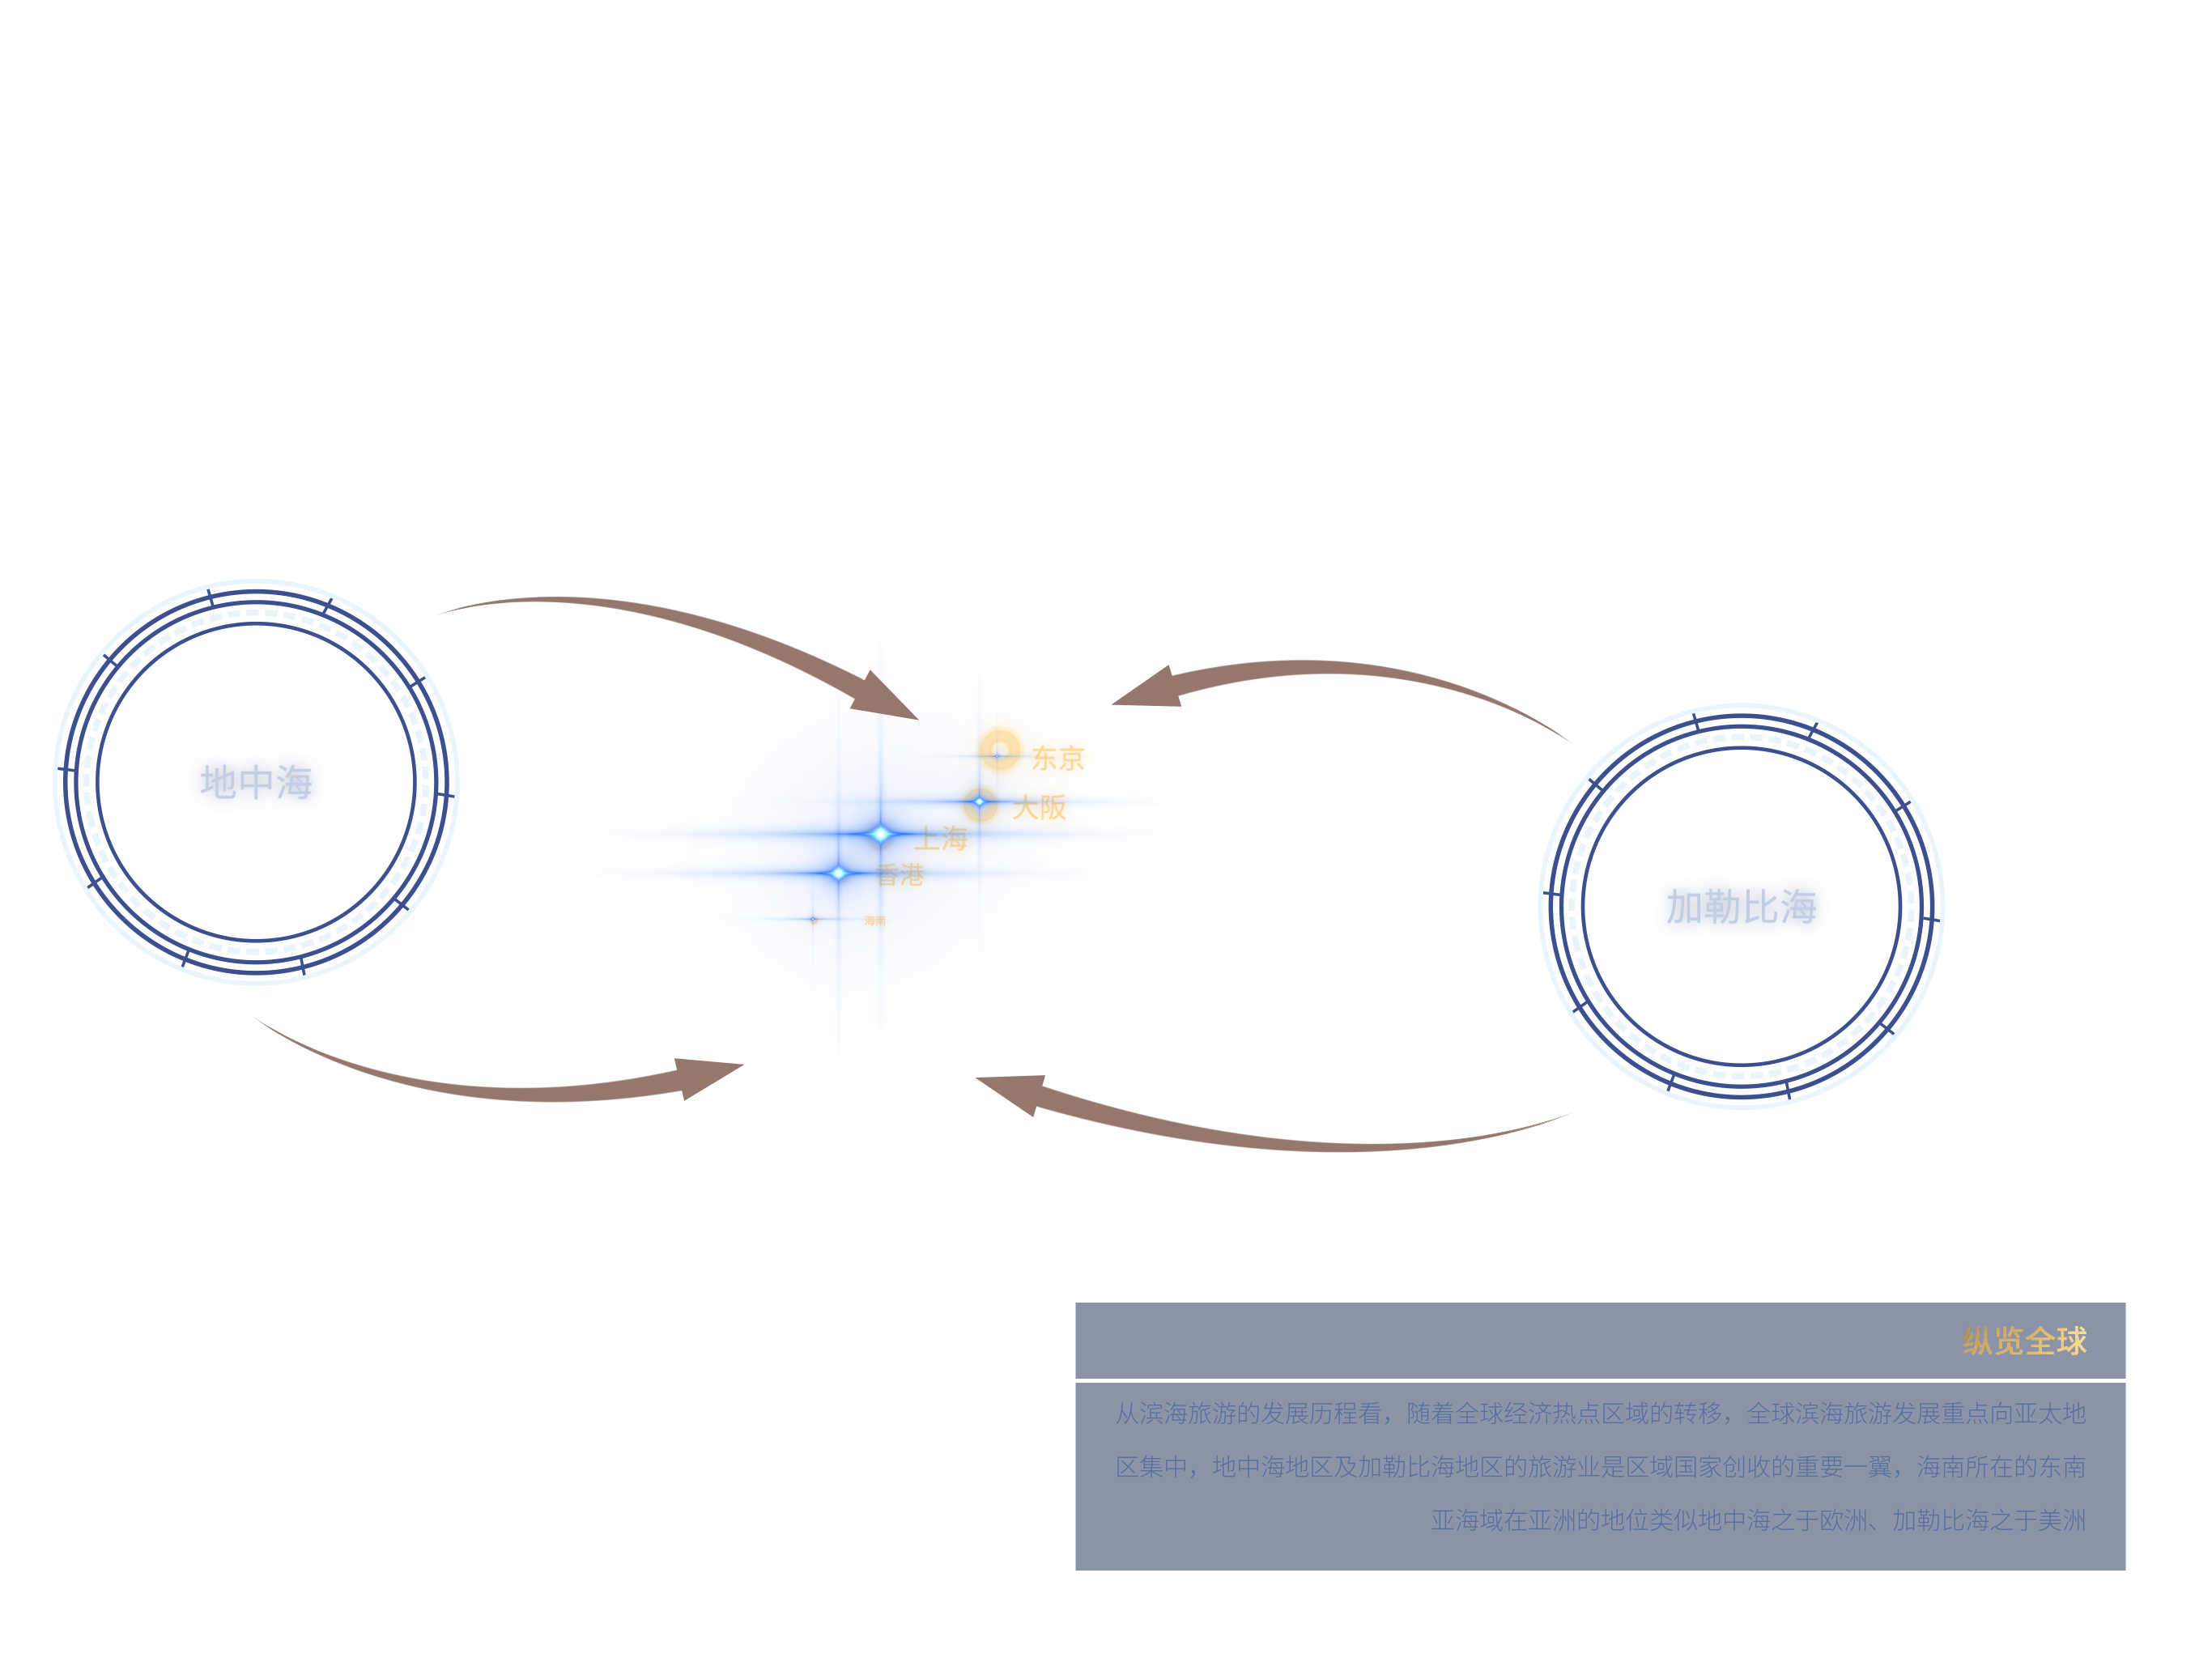 东京
地中海
大阪
上海
香港
海南
加勒比海
纵览全球
从滨海旅游的发展历程看，随着全球经济热点区域的转移，全球滨海旅游发展重点向亚太地
区集中，地中海地区及加勒比海地区的旅游业是区域国家创收的重要一翼，海南所在的东南
亚海域在亚洲的地位类似地中海之于欧洲、加勒比海之于美洲